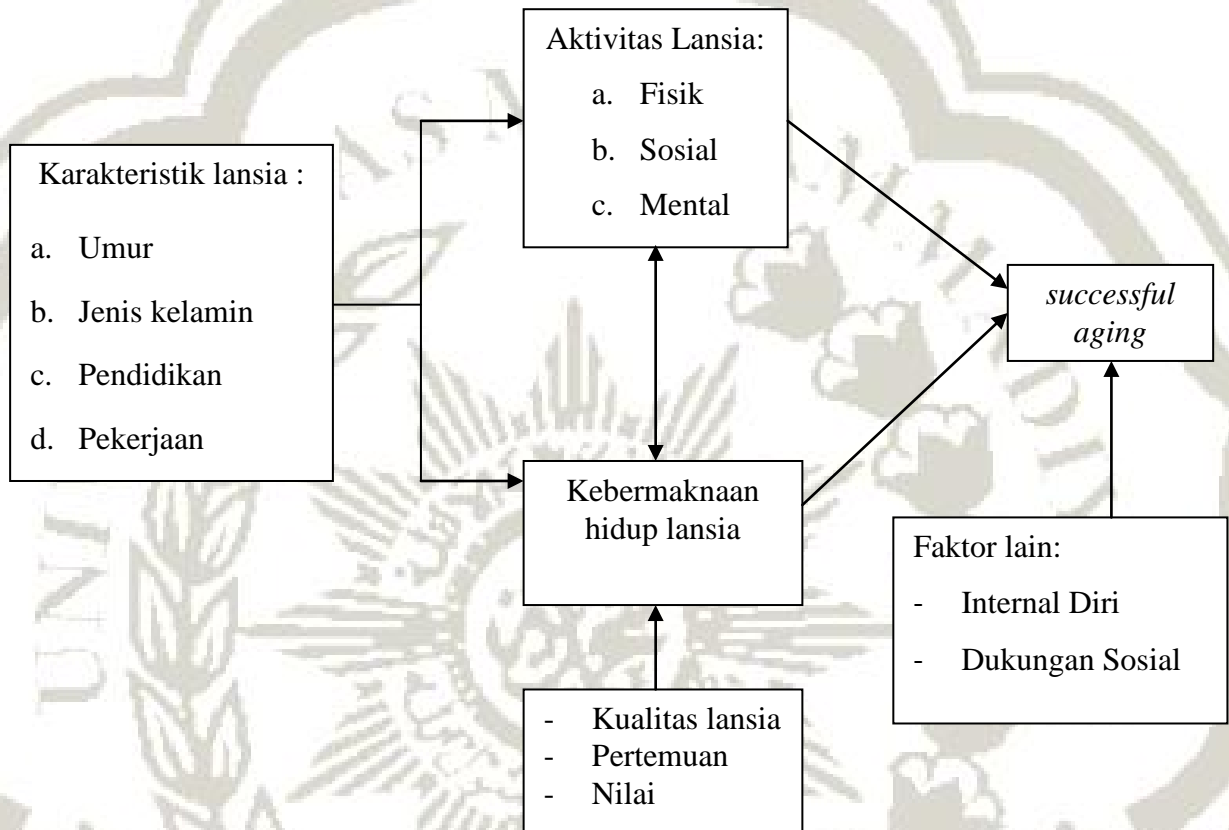 Aktivitas Lansia:
a. Fisik
b. Sosial
c. Mental
Karakteristik lansia :
a. Umur
b. Jenis kelamin
c. Pendidikan
d. Pekerjaan
successful
aging
Kebermaknaan
hidup lansia
Faktor lain:
- Internal Diri
- Dukungan Sosial
- Kualitas lansia
- Pertemuan
- Nilai